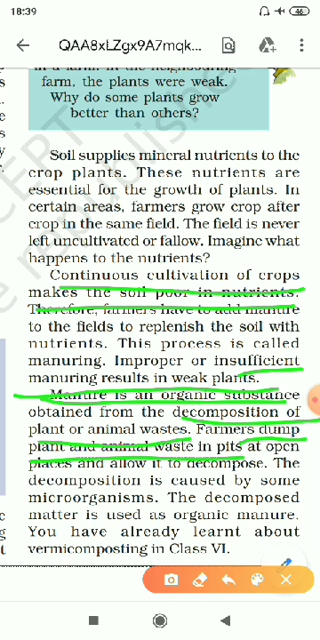 18:39
46
QAA8xLZgx9A7mqk...
farm, the plants were weak.
Why do some plants grow
better than others?
Soil supplies mineral nutrients to the
crop plants. These nutrients are
essential for the growth of plants. In
certain areas, farmers grow crop after
crop in the same field. The field is never
left uncultivated or fallow. Imagine what
happens to the nutrients?
Continuous cultivation of crops
makes the soil poor in nutrients.
Therefore, farmers have to add manure
to the fields to replenish the soil with
nutrients. This process is called
manuring. Improper or insufficient
manuring results in weak plants.
Manure is an organic substance
obtained from the decomposition of
plant or animal wastes. Farmers dump
plant and animal waste in pits at open
places and allow it to decompose. The
decomposition is caused by some
microorganisms. The decomposed
matter is used as organic manure.
You have already learnt about
vermicomposting in Class VI.